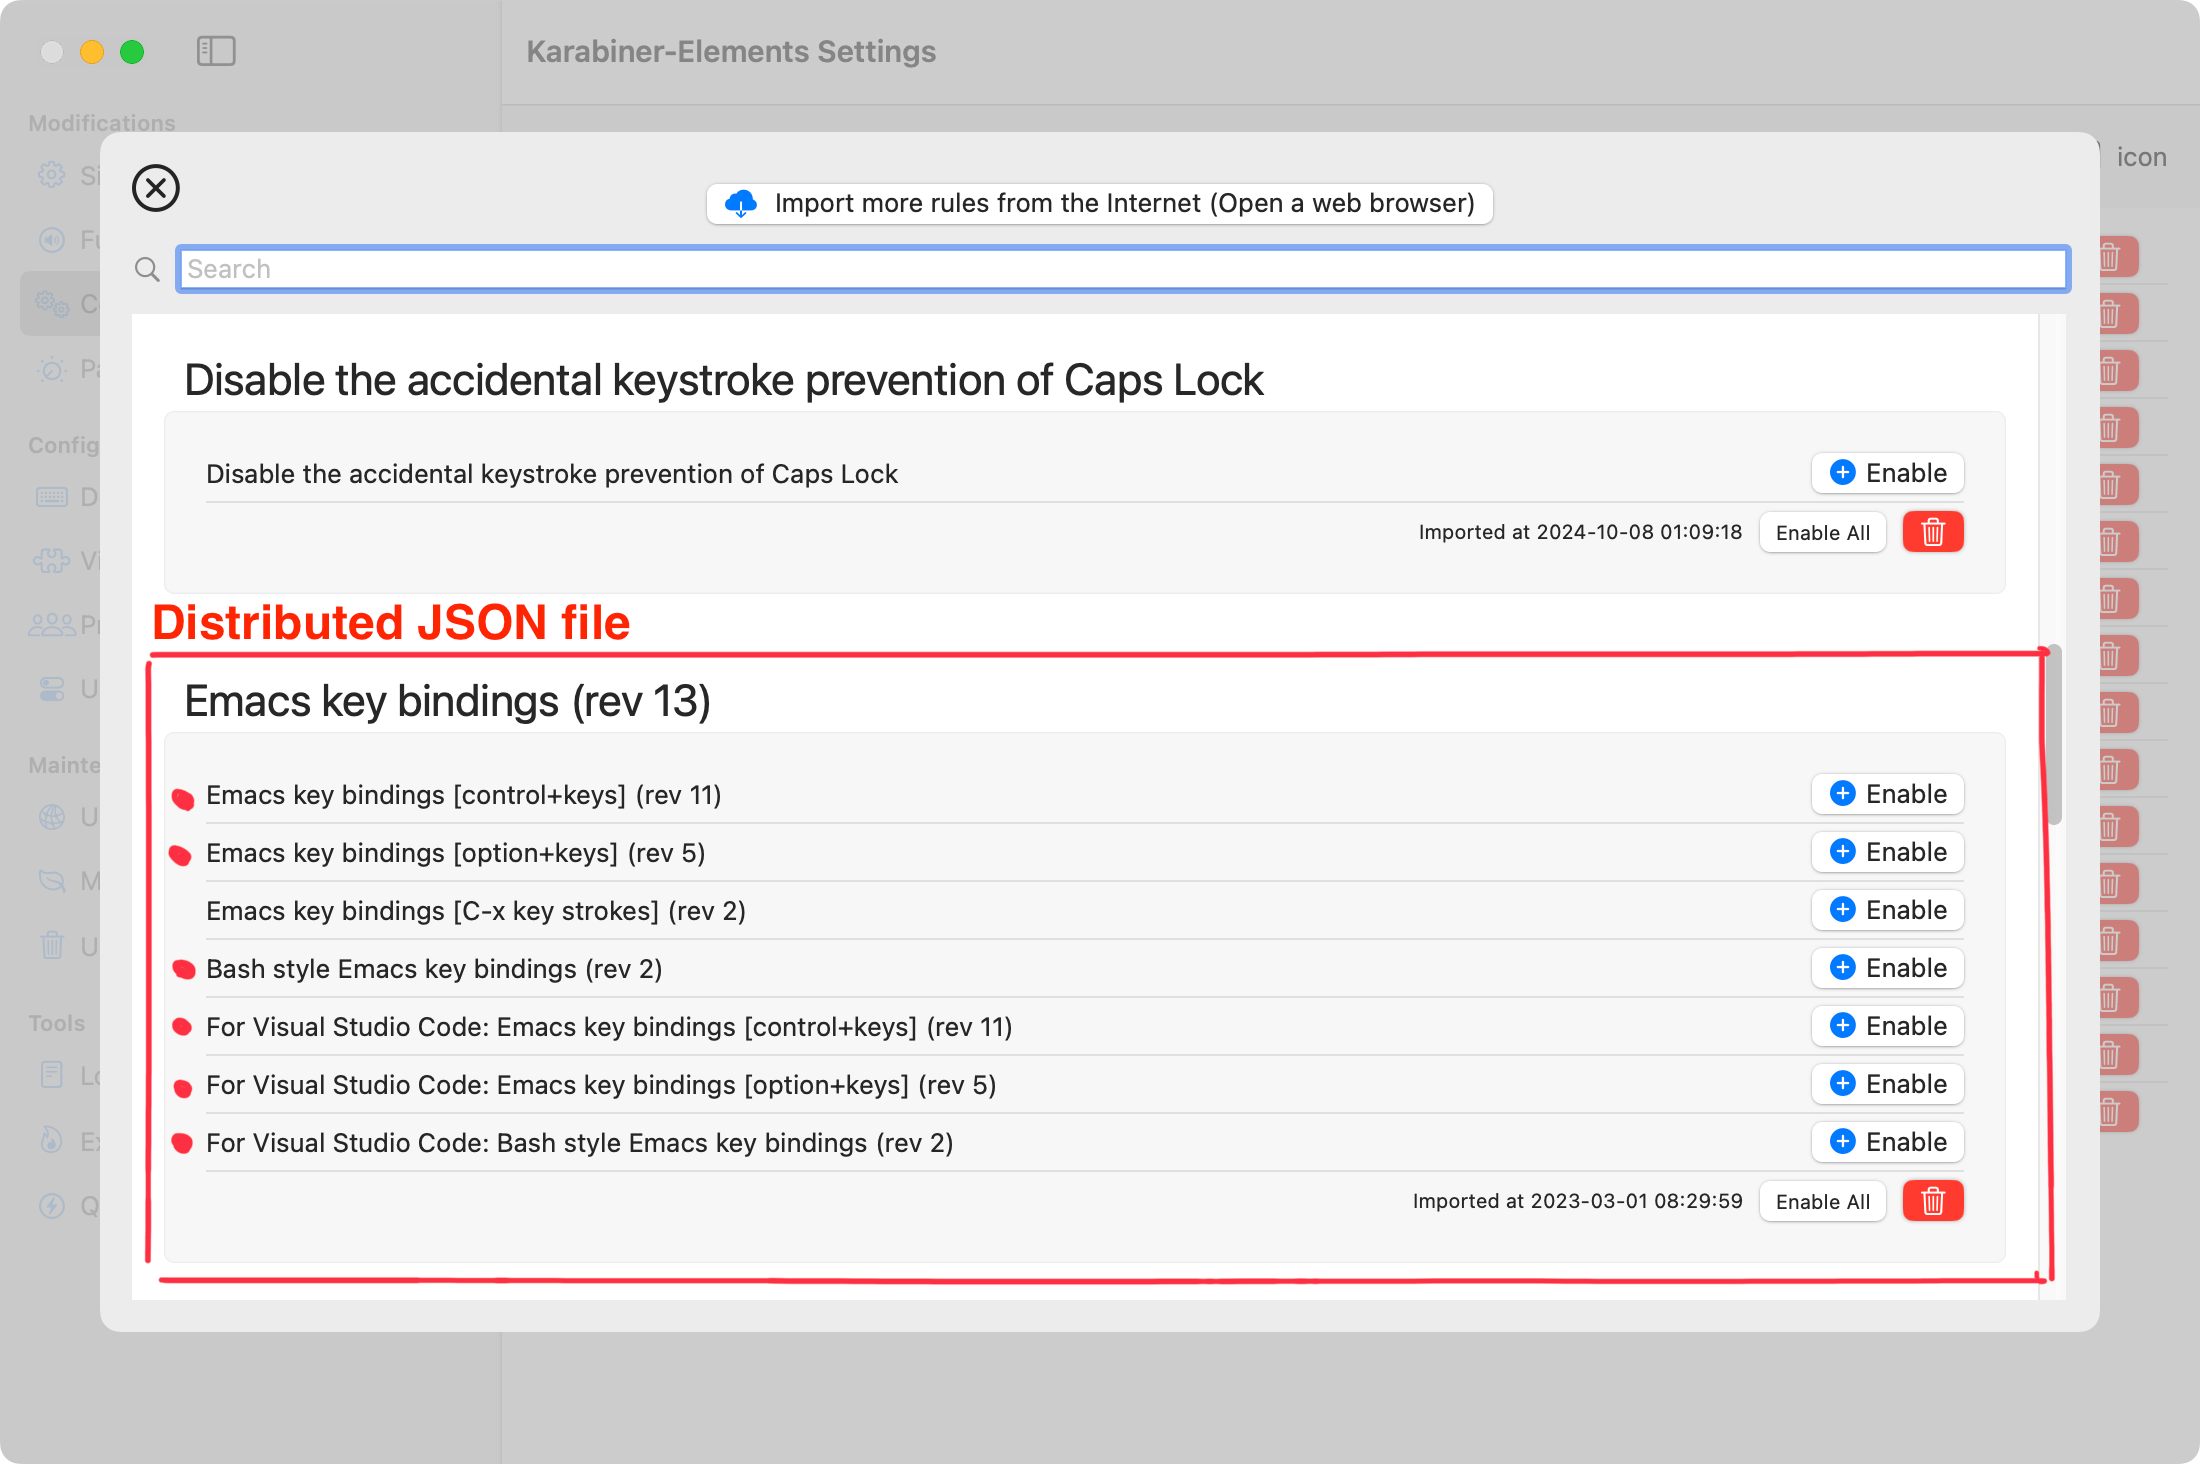 Karabiner-Elements Settings
Modifications
icon
Import more rules from the Internet (Open a web browser)
Search
Disable the accidental keystroke prevention of Caps Lock
Disable the accidental keystroke prevention of Caps Lock
Enable
Imported at 2024-10-08 01:09:18
Enable All
Distributed JSON file
Emacs key bindings (rev 13)
Emacs key bindings [control+keys] (rev 11)
Enable
Emacs key bindings [option+keys] (rev 5)
Enable
Emacs key bindings [C-x key strokes] (rev 2)
Enable
Bash style Emacs key bindings (rev 2)
Enable
For Visual Studio Code: Emacs key bindings [control+keys] (rev 11)
Enable
For Visual Studio Code: Emacs key bindings [option+keys] (rev 5)
Enable
For Visual Studio Code: Bash style Emacs key bindings (rev 2)
Enable
Imported at 2023-03-01 08:29:59
Enable All
Tools